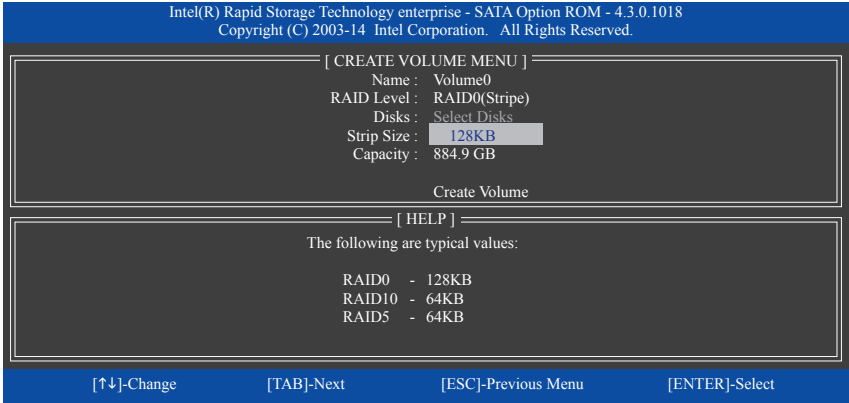 Intel(R) Rapid Storage Technology enterprise - SATA Option ROM - 4.3.0.1018
Copyright (C) 2003-14 Intel Corporation. All Rights Reserved.
[ CREATE VOLUME MENU ]
Name : Volume0
RAID Level : RAID0(Stripe)
Disks : Select Disks
Strip Size : 128KB
Capacity : 884.9 GB
Create Volume
[ HELP ]
The following are typical values:
RAID0 - 128KB
RAID10 - 64KB
RAID5 - 64KB
[↑↓]-Change [TAB]-Next [ESC]-Previous Menu [ENTER]-Select